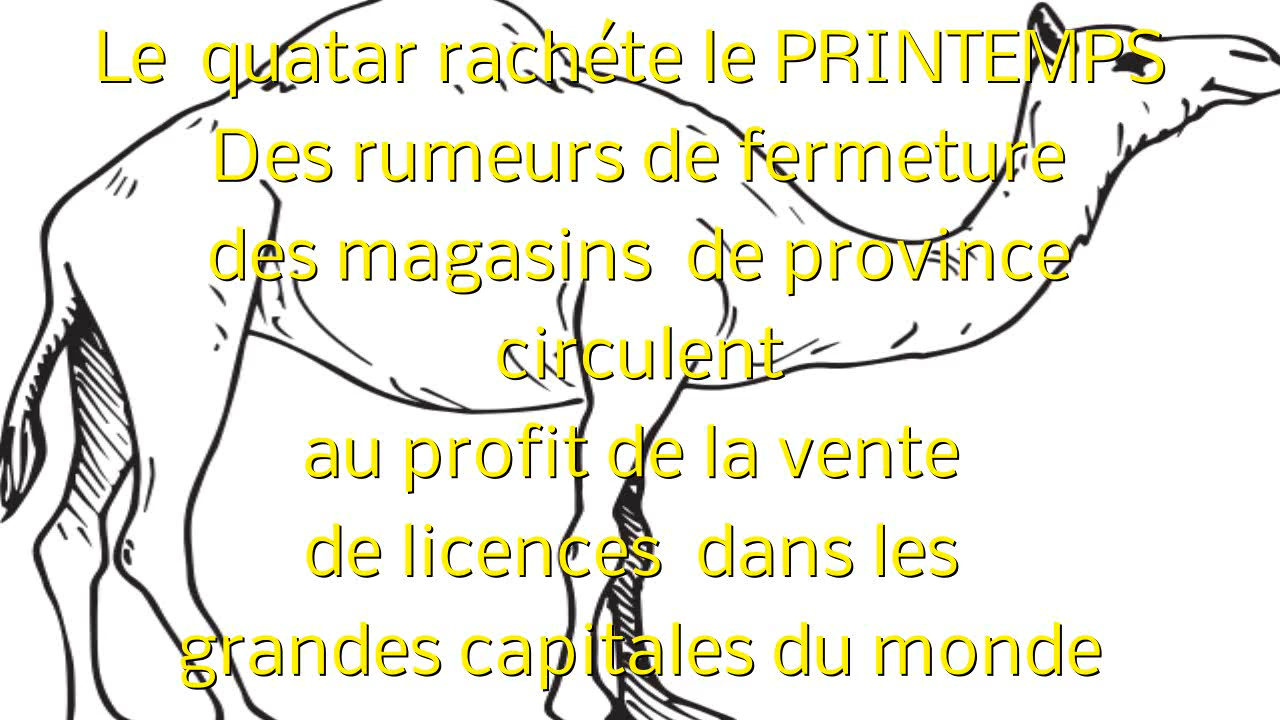 Le quatar rachéte le PRINTEMPS
Des rumeurs de fermeture
des magasins de province
circulent
au profit de la vente
de licences dans les
grandes capitales du monde